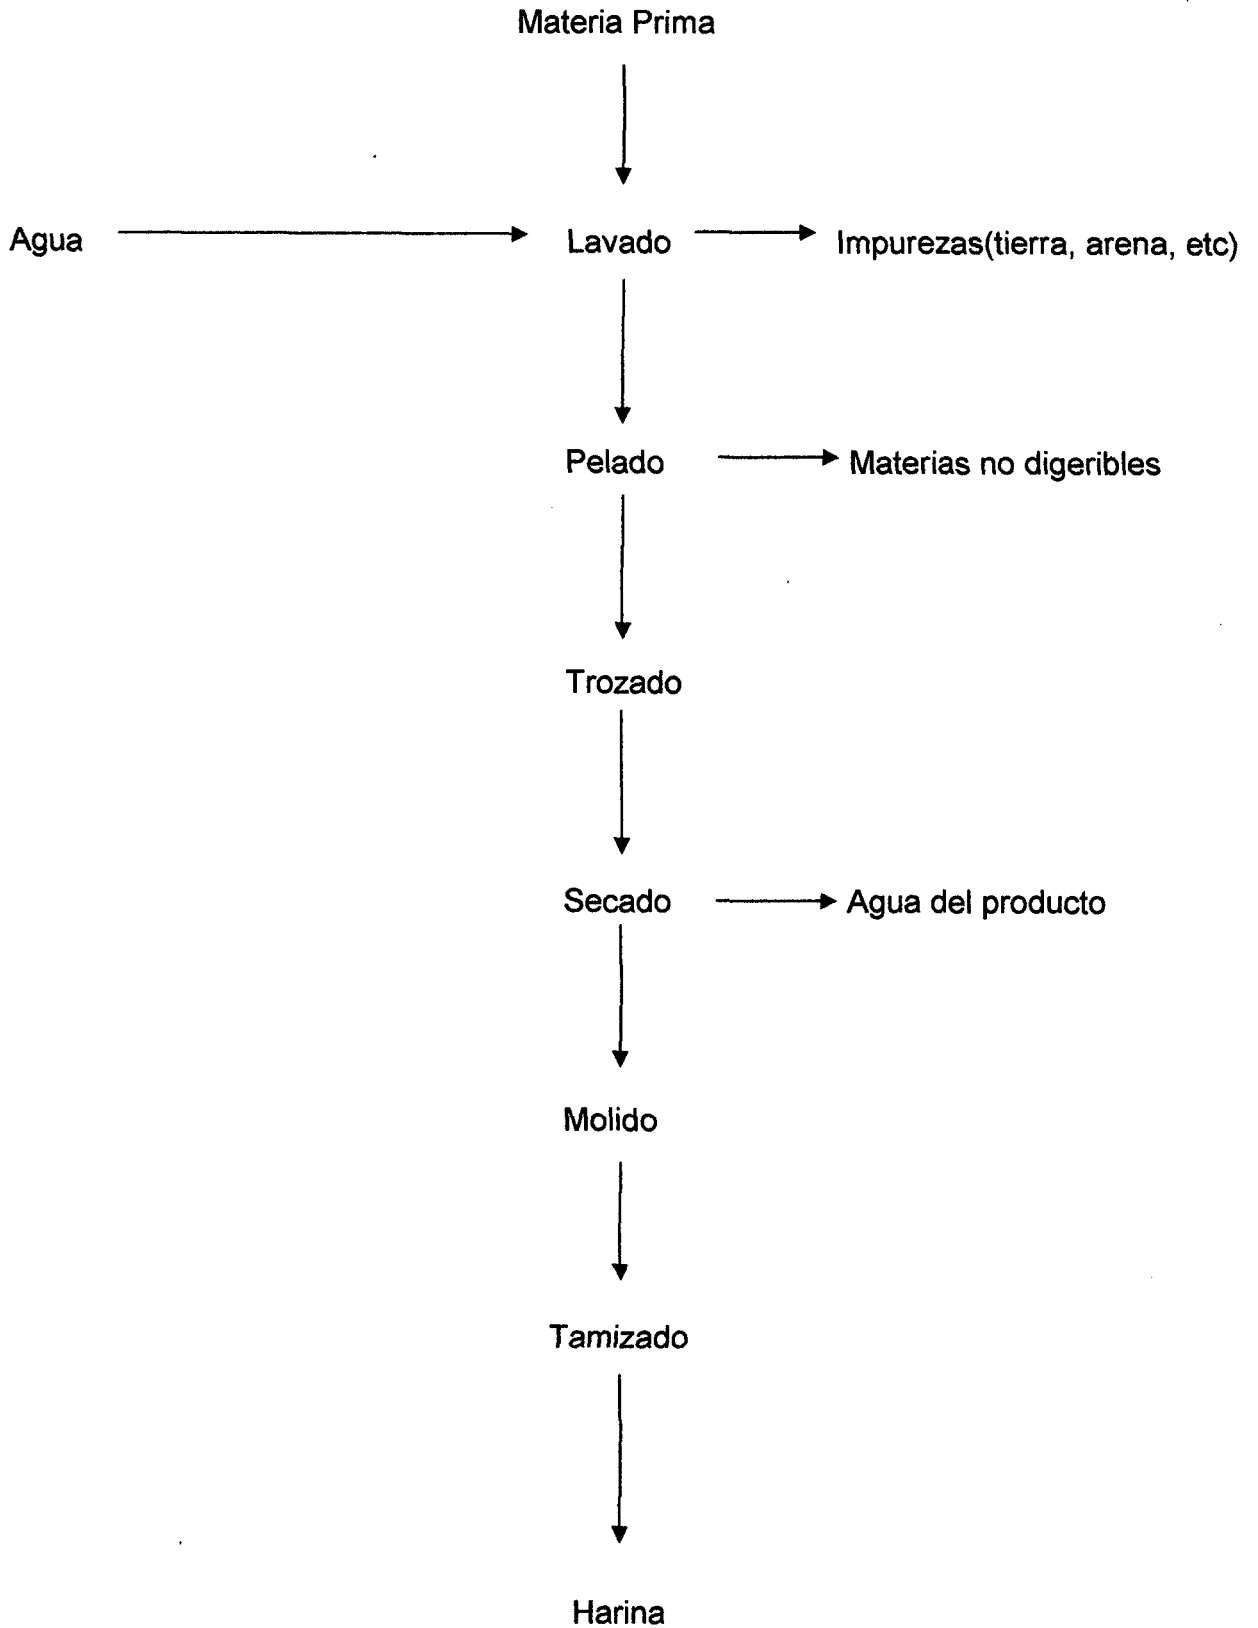 Materia Prima
Agua
Lavado
Impurezas(tierra, arena, etc)
Pelado
Materias no digeribles
Trozado
Secado
Agua del producto
Molido
Tamizado
Harina